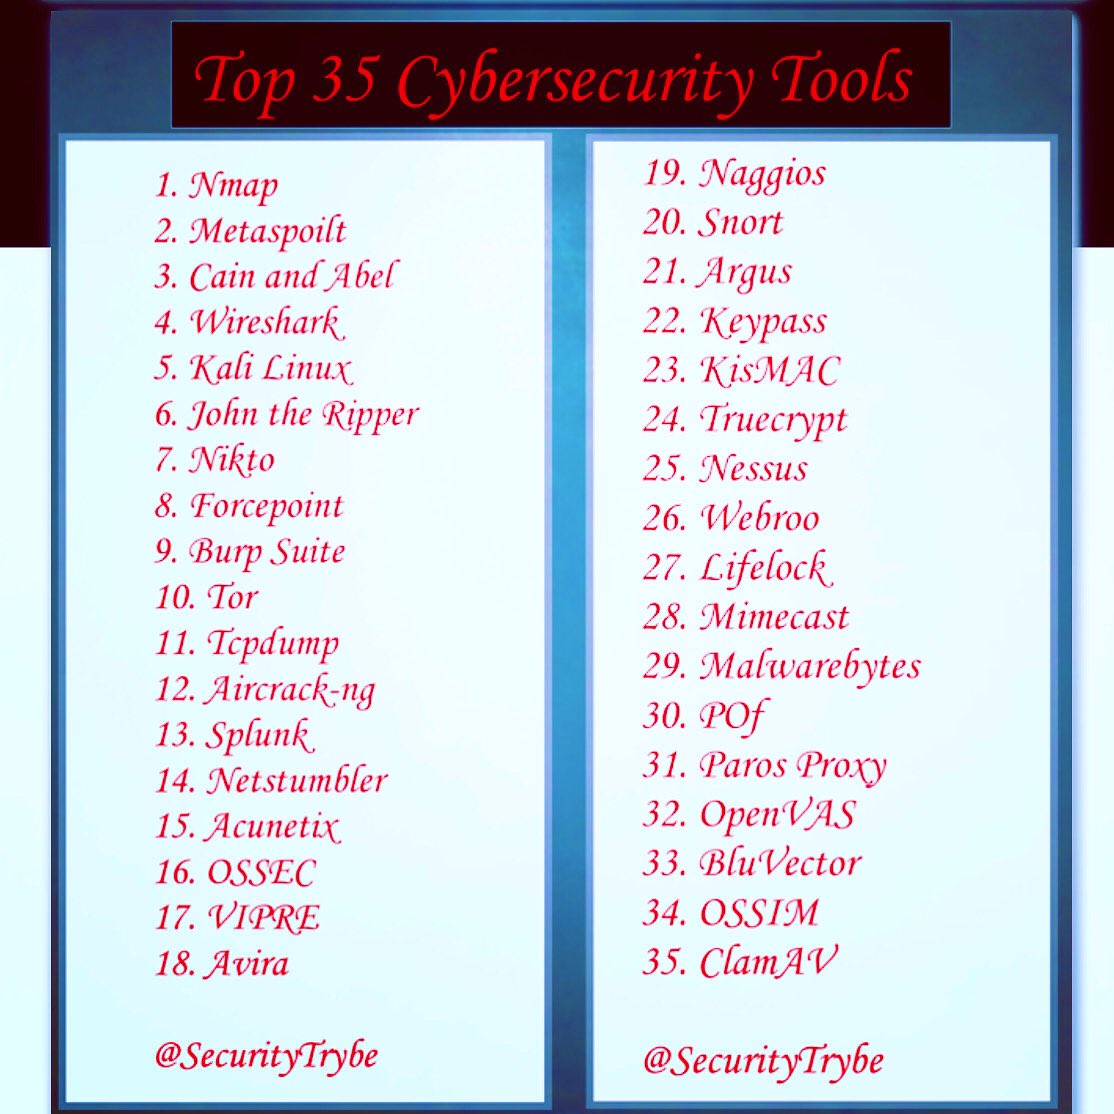 Top 35 Cybersecurity Tools
1. Nmap
2. Metaspoilt
3. Cain and Abel
4. Wireshark
5. Kali Linux
6. John the Ripper
7. Nikto
8. Forcepoint
9. Burp Suite
10. Tor
11. Tcpdump
12. Aircrack-ng
13. Splunk
14. Netstumbler
15. Acunetix
16. OSSEC
17. VIPRE
18. Avira
@SecurityTrybe
19. Naggios
20. Snort
21. Argus
22. Keypass
23. KisMAC
24. Truecrypt
25. Nessus
26. Webroo
27. Lifelock
28. Mimecast
29. Malwarebytes
30. POf
31. Paros Proxy
32. OpenVAS
33. BluVector
34. OSSIM
35. ClamAV
@SecurityTrybe